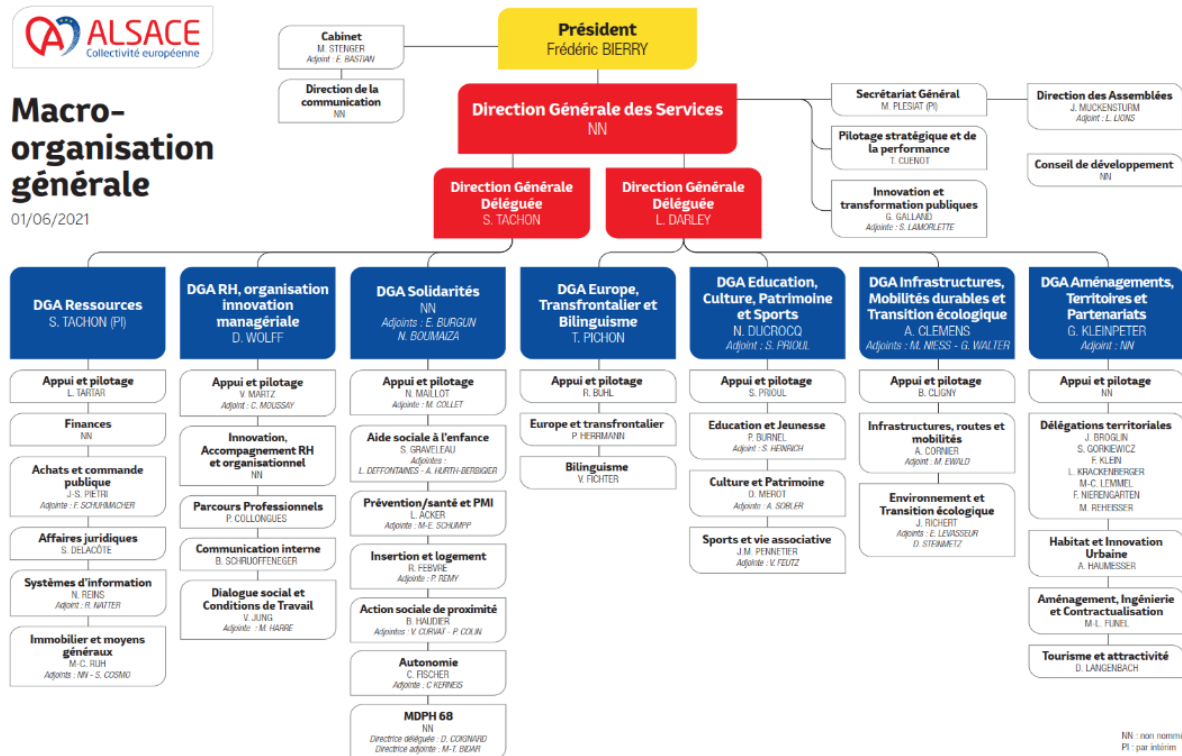 ALSACE
Collectivité européenne
Macro-
organisation
générale
01/06/2021
Cabinet
M. STENGER
Adjoint : E. BASTIAN
Direction de la
communication
NN
Président
Frédéric BIERRY
Direction Générale des Services
NN
Secrétariat Général
M. PLESIAT (PI)
Direction des Assemblées
J. MUCKENSTURM
Adjoint : L. LIONS
Pilotage stratégique et de
la performance
T. CUENOT
Conseil de développement
NN
Innovation et
transformation publiques
G. GALLAND
Adjointe : S. LAMORLETTE
Direction Générale
Déléguée
S. TACHON
Direction Générale
Déléguée
L. DARLEY
DGA Ressources
S. TACHON (PI)
Appui et pilotage
L. TARTAR
Finances
NN
Achats et commande
publique
J-S. PIETRI
Adjointe : F. SCHUHMACHER
Affaires juridiques
S. DELACÔTE
Systèmes d'information
N. REINS
Adjoint : R. NATTER
Immobilier et moyens
généraux
M-C. RUH
Adjoints : NN - S. COSMO
DGA RH, organisation
innovation
managériale
D. WOLFF
Appui et pilotage
V. MARTZ
Adjoint : C. MOUSSAY
Innovation,
Accompagnement RH
et organisationnel
NN
Parcours Professionnels
P. COLLONGUES
Communication interne
B. SCHRUOFFENEGER
Dialogue social et
Conditions de Travail
V. JUNG
Adjointe : M. HARRE
DGA Solidarités
NN
Adjoints : E. BURGUN
N. BOUMAIZA
Appui et pilotage
N. MAILLOT
Adjointe : M. COLLET
Aide sociale à l'enfance
S. GRAVELEAU
Adjointes :
L. DEFFONTAINES - A. HURTH-BERBIGIER
Prévention/santé et PMI
L. ACKER
Adjointe : M-E. SCHUMPP
Insertion et logement
R. FEBVRE
Adjointe : P. REMY
Action sociale de proximité
B. HAUDIER
Adjointes : V. CURVAT - P. COLIN
Autonomie
C. FISCHER
Adjointe : C KERNEIS
MDPH 68
NN
Directrice déléguée : D. COIGNARD
Directrice adjointe : M-T. BIDAR
DGA Europe,
Transfrontalier et
Bilinguisme
T. PICHON
Appui et pilotage
R. BUHL
Europe et transfrontalier
P. HERRMANN
Bilinguisme
V. FICHTER
DGA Education,
Culture, Patrimoine
et Sports
N. DUCROCQ
Adjoint : S. PRIOUL
Appui et pilotage
S. PRIOUL
Education et Jeunesse
P. BURNEL
Adjoint : S. HEINRICH
Culture et Patrimoine
O. MEROT
Adjointe : A. SOBLER
Sports et vie associative
J.M. PENNETIER
Adjointe : V. FEUTZ
DGA Infrastructures,
Mobilités durables et
Transition écologique
A. CLEMENS
Adjoints : M. NIESS - G. WALTER
Appui et pilotage
B. CLIGNY
Infrastructures, routes et
mobilités
A. CORNIER
Adjoint : M. EWALD
Environnement et
Transition écologique
J. RICHERT
Adjoints : E. LEVASSEUR
D. STEINMETZ
DGA Aménagements,
Territoires et
Partenariats
G. KLEINPETER
Adjoint : NN
Appui et pilotage
NN
Délégations territoriales
J. BROGLIN
S. GORKIEWICZ
F. KLEIN
L. KRACKENBERGER
M-C. LEMMEL
F. NIERENGARTEN
M. REHEISSER
Habitat et Innovation
Urbaine
A. HAUMESSER
Aménagement, Ingénierie
et Contractualisation
M-L. FUNEL
Tourisme et attractivité
D. LANGENBACH
NN : non nommé
PI : par intérim